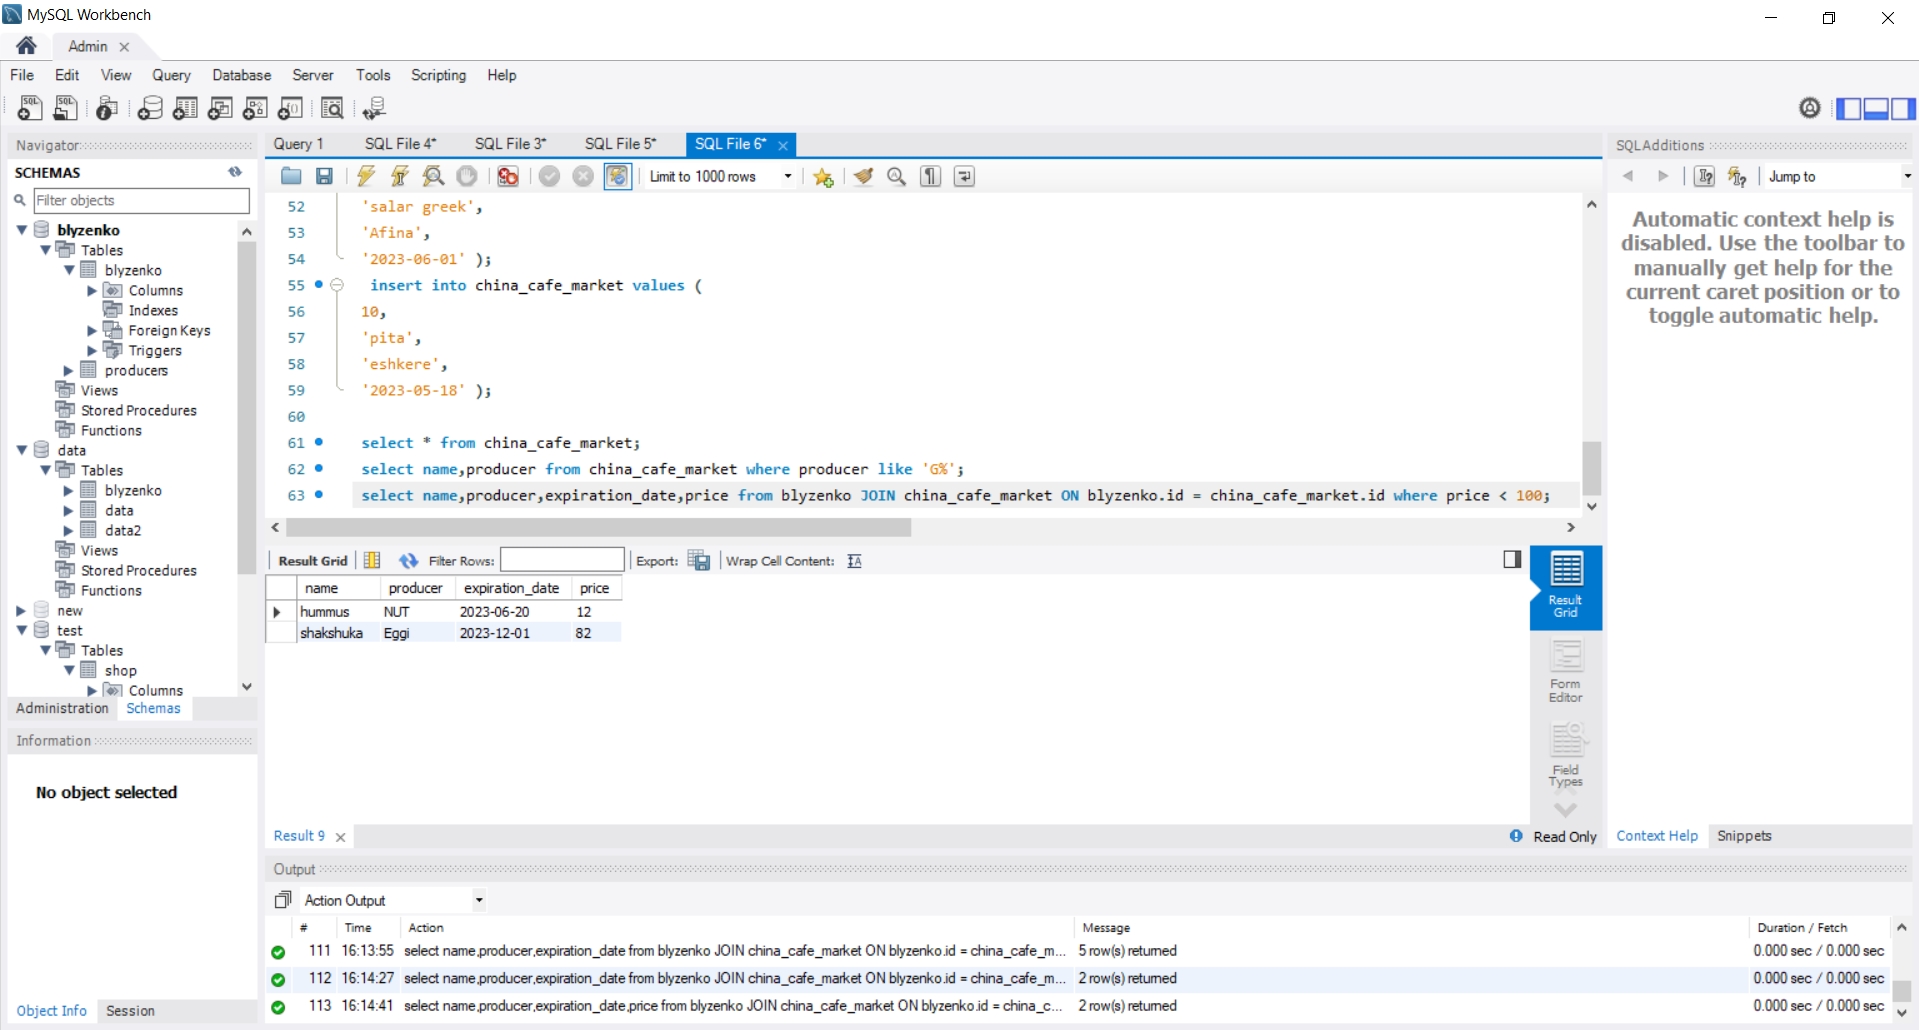 MySQL Workbench
Admin
File Edit View Query Database Server Tools Scripting Help
Navigator
SCHEMAS
Filter objects
blyzenko
Tables
blyzenko
Columns
Indexes
Foreign Keys
Triggers
producers
Views
Stored Procedures
Functions
data
Tables
blyzenko
data
data2
Views
Stored Procedures
Functions
new
test
Tables
shop
Columns
Administration Schemas
Information
No object selected
Object Info Session
Query 1 SQL File 4* SQL File 3* SQL File 5* SQL File 6*
Limit to 1000 rows
52 'salar greek',
53 'Afina',
54 '2023-06-01' );
55 insert into china_cafe_market values (
56 10,
57 'pita',
58 'eshkere',
59 '2023-05-18' );
60
61 select * from china_cafe_market;
62 select name,producer from china_cafe_market where producer like 'G%';
63 select name,producer,expiration_date,price from blyzenko JOIN china_cafe_market ON blyzenko.id = china_cafe_market.id where price < 100;
Result Grid Filter Rows: Export: Wrap Cell Content:
name producer expiration_date price
hummus NUT 2023-06-20 12
shakshuka Eggi 2023-12-01 82
Result Grid
Form Editor
Field Types
Result 9
Read Only
SQLAdditions
Jump to
Automatic context help is
disabled. Use the toolbar to
manually get help for the
current caret position or to
toggle automatic help.
Context Help Snippets
Output
Action Output
# Time Action Message Duration / Fetch
111 16:13:55 select name,producer,expiration_date from blyzenko JOIN china_cafe_market ON blyzenko.id = china_cafe_m... 5 row(s) returned 0.000 sec / 0.000 sec
112 16:14:27 select name,producer,expiration_date from blyzenko JOIN china_cafe_market ON blyzenko.id = china_cafe_m... 2 row(s) returned 0.000 sec / 0.000 sec
113 16:14:41 select name,producer,expiration_date,price from blyzenko JOIN china_cafe_market ON blyzenko.id = china_c... 2 row(s) returned 0.000 sec / 0.000 sec